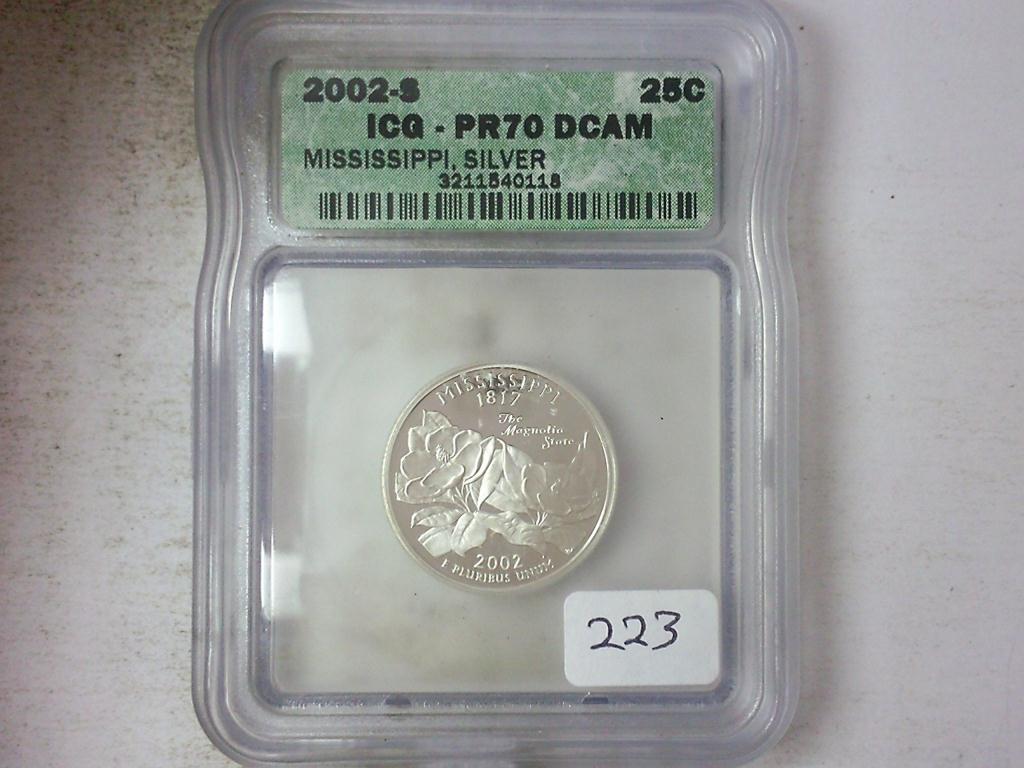 2002-S 25C
ICG - PR70 DCAM
MISSISSIPPI, SILVER
3211540118
MISSISSIPPI
1817
The
Magnolia
State
2002
E PLURIBUS UNUM
223